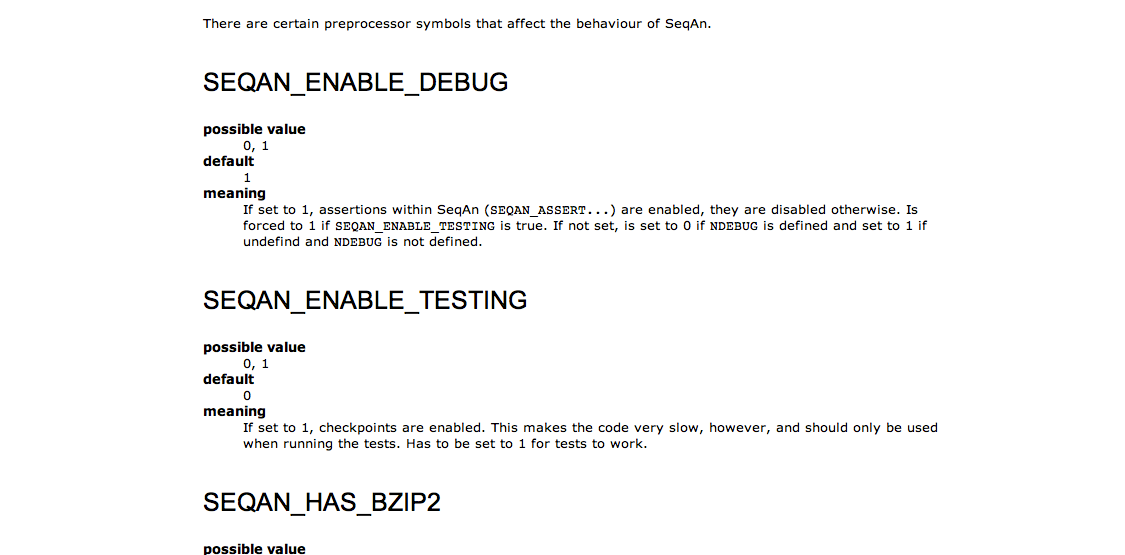 There are certain preprocessor symbols that affect the behaviour of SeqAn.
SEQAN_ENABLE_DEBUG
possible value
0, 1
default
1
meaning
If set to 1, assertions within SeqAn (SEQAN_ASSERT...) are enabled, they are disabled otherwise. Is
forced to 1 if SEQAN_ENABLE_TESTING is true. If not set, is set to 0 if NDEBUG is defined and set to 1 if
undefind and NDEBUG is not defined.
SEQAN_ENABLE_TESTING
possible value
0, 1
default
0
meaning
If set to 1, checkpoints are enabled. This makes the code very slow, however, and should only be used
when running the tests. Has to be set to 1 for tests to work.
SEQAN_HAS_BZIP2
possible value